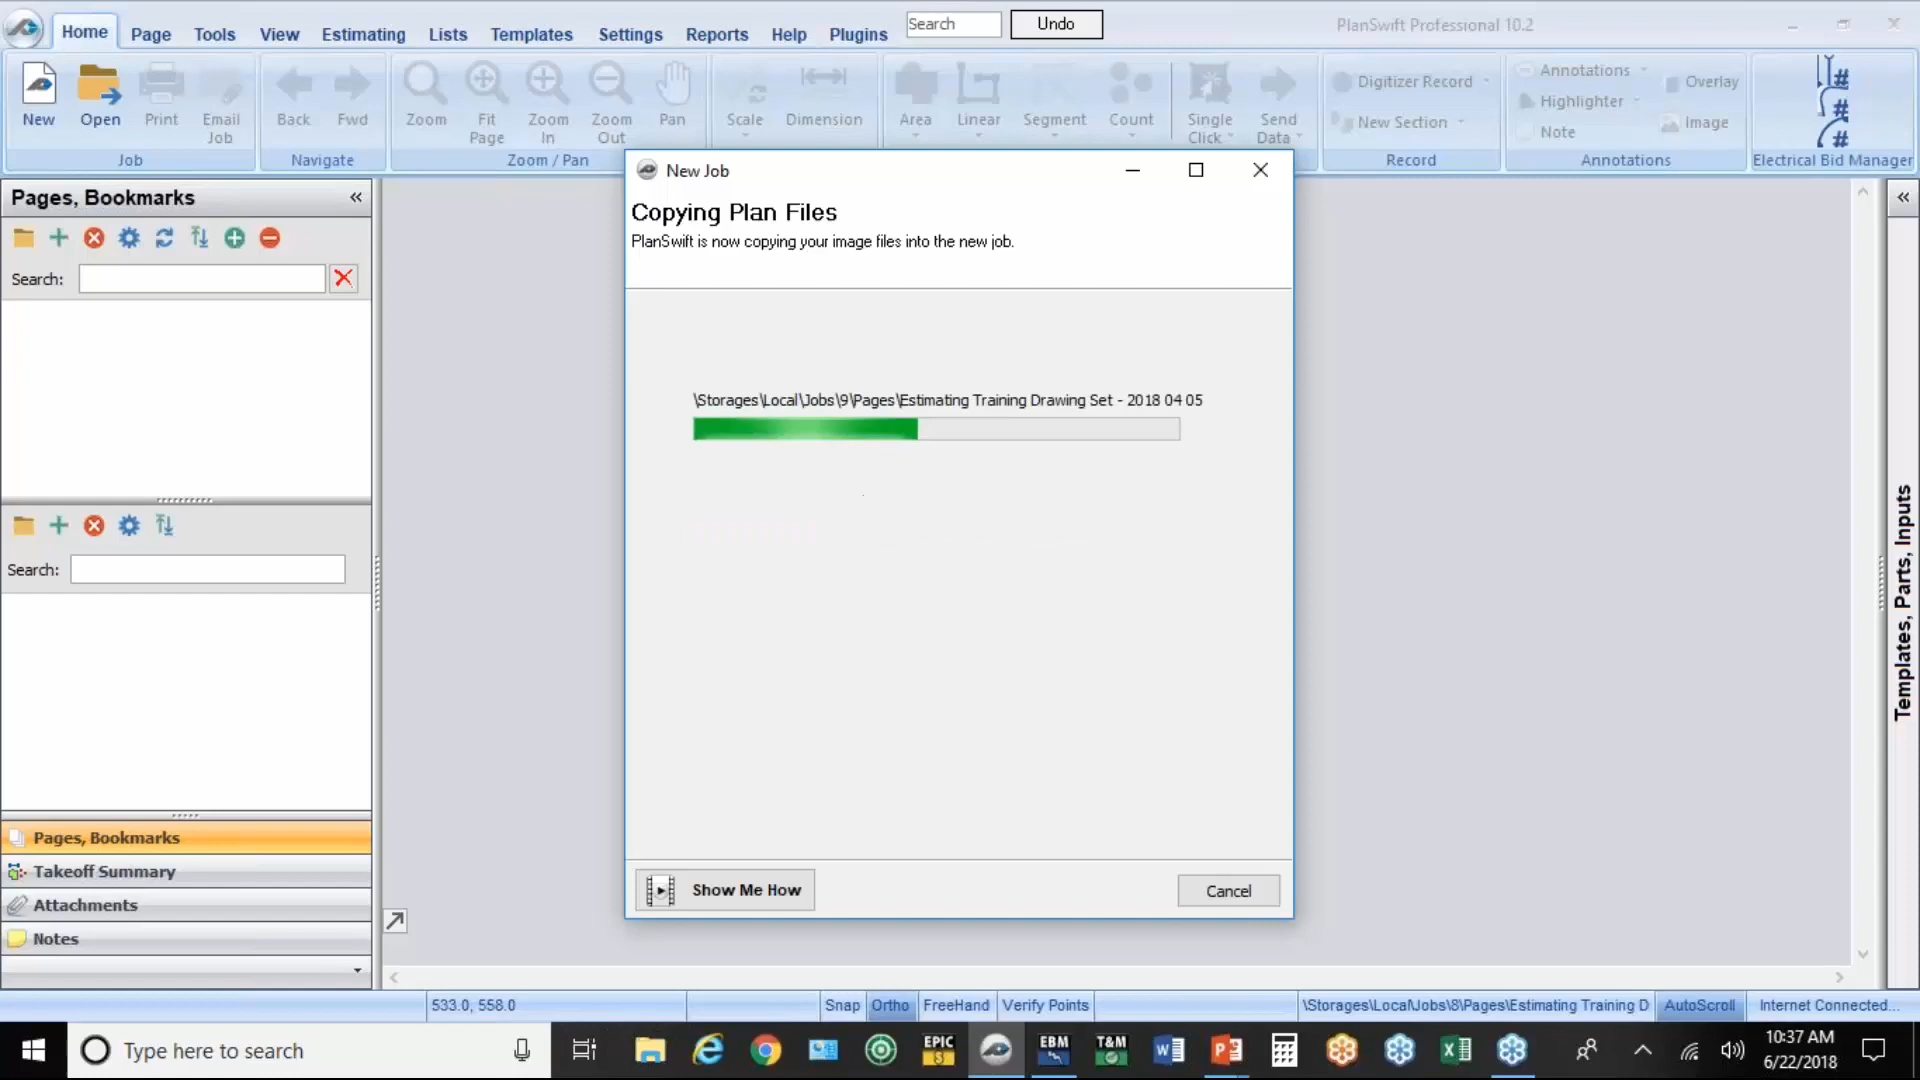 Home Page Tools View Estimating Lists Templates Settings Reports Help Plugins Search Undo PlanSwift Professional 10.2
New Open Print Email Job Back Fwd Zoom Fit Page Zoom In Zoom Out Pan Scale Dimension Area Linear Segment Count Single Click Send Data
Digitizer Record
New Section
Annotations Overlay
Highlighter
Note Image
Job Navigate Zoom / Pan Record Annotations Electrical Bid Manager
Pages, Bookmarks
Search:
Search:
Pages, Bookmarks
Takeoff Summary
Attachments
Notes
New Job
Copying Plan Files
PlanSwift is now copying your image files into the new job.
\Storages\Local\Jobs\9\Pages\Estimating Training Drawing Set - 2018 04 05
Show Me How Cancel
Templates, Parts, Inputs
533.0, 558.0 Snap Ortho FreeHand Verify Points \Storages\Local\Jobs\8\Pages\Estimating Training D AutoScroll Internet Connected...
Type here to search
EPIC
S
EBM
T&M
10:37 AM
6/22/2018